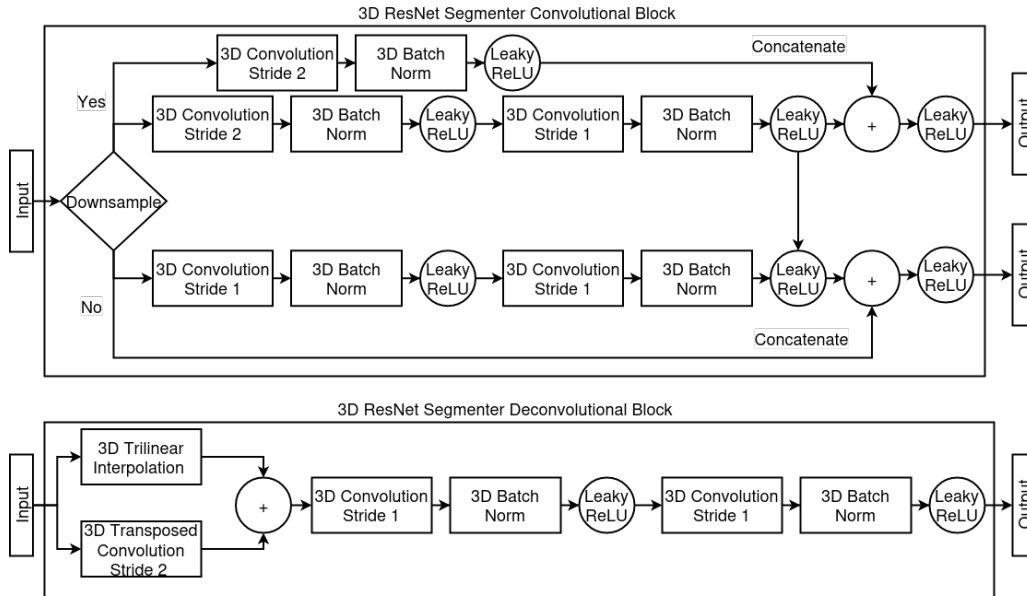 3D ResNet Segmenter Convolutional Block
3D Convolution
Stride 2
3D Batch
Norm
Leaky
ReLU
Concatenate
Yes
3D Convolution
Stride 2
3D Batch
Norm
Leaky
ReLU
3D Convolution
Stride 1
3D Batch
Norm
Leaky
ReLU
+
Leaky
ReLU
Output
Input
Downsample
3D Convolution
Stride 1
3D Batch
Norm
Leaky
ReLU
3D Convolution
Stride 1
3D Batch
Norm
Leaky
ReLU
+
Leaky
ReLU
Output
No
Concatenate
3D ResNet Segmenter Deconvolutional Block
Input
3D Trilinear
Interpolation
3D Transposed
Convolution
Stride 2
+
3D Convolution
Stride 1
3D Batch
Norm
Leaky
ReLU
3D Convolution
Stride 1
3D Batch
Norm
Leaky
ReLU
Output